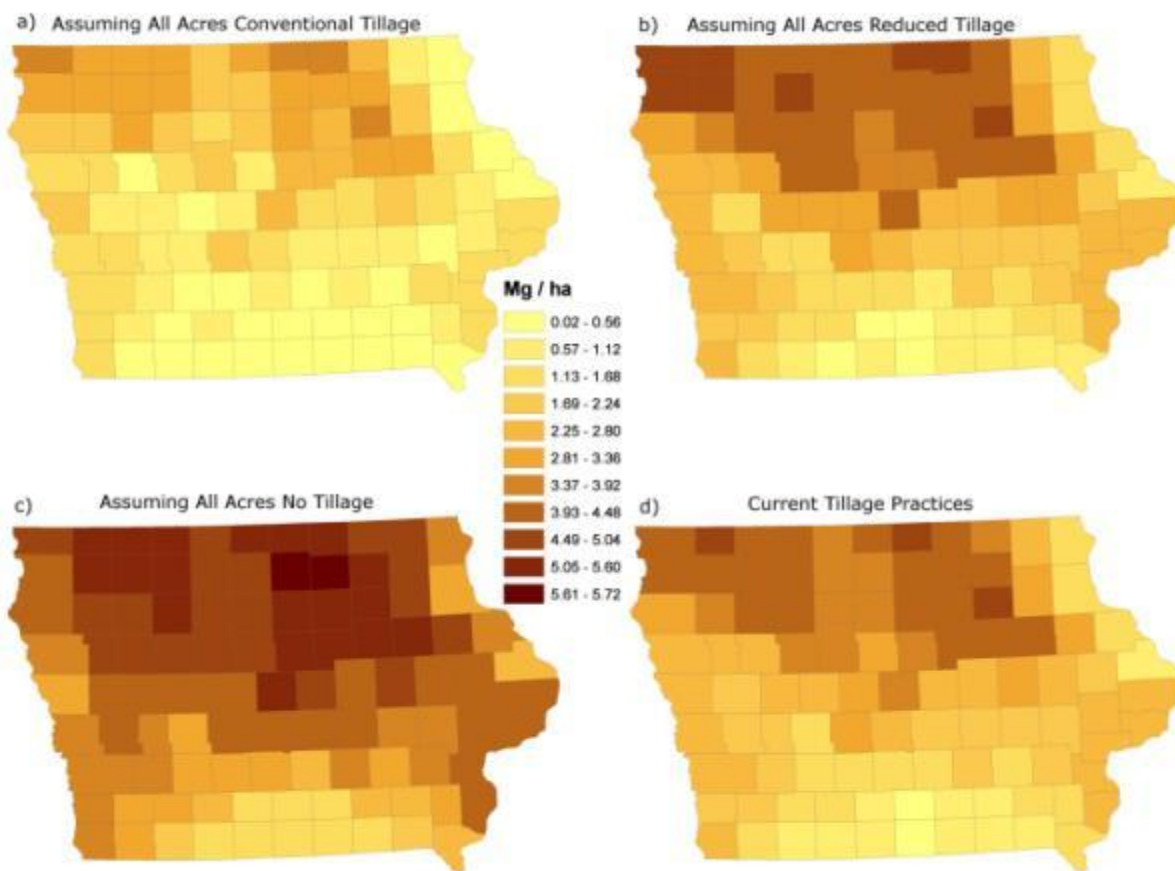 a) Assuming All Acres Conventional Tillage
b) Assuming All Acres Reduced Tillage
Mg / ha
0.02 - 0.56
0.57 - 1.12
1.13 - 1.68
1.69 - 2.24
2.25 - 2.80
2.81 - 3.36
3.37 - 3.92
3.93 - 4.48
4.49 - 5.04
5.05 - 5.60
5.61 - 5.72
c) Assuming All Acres No Tillage
d) Current Tillage Practices